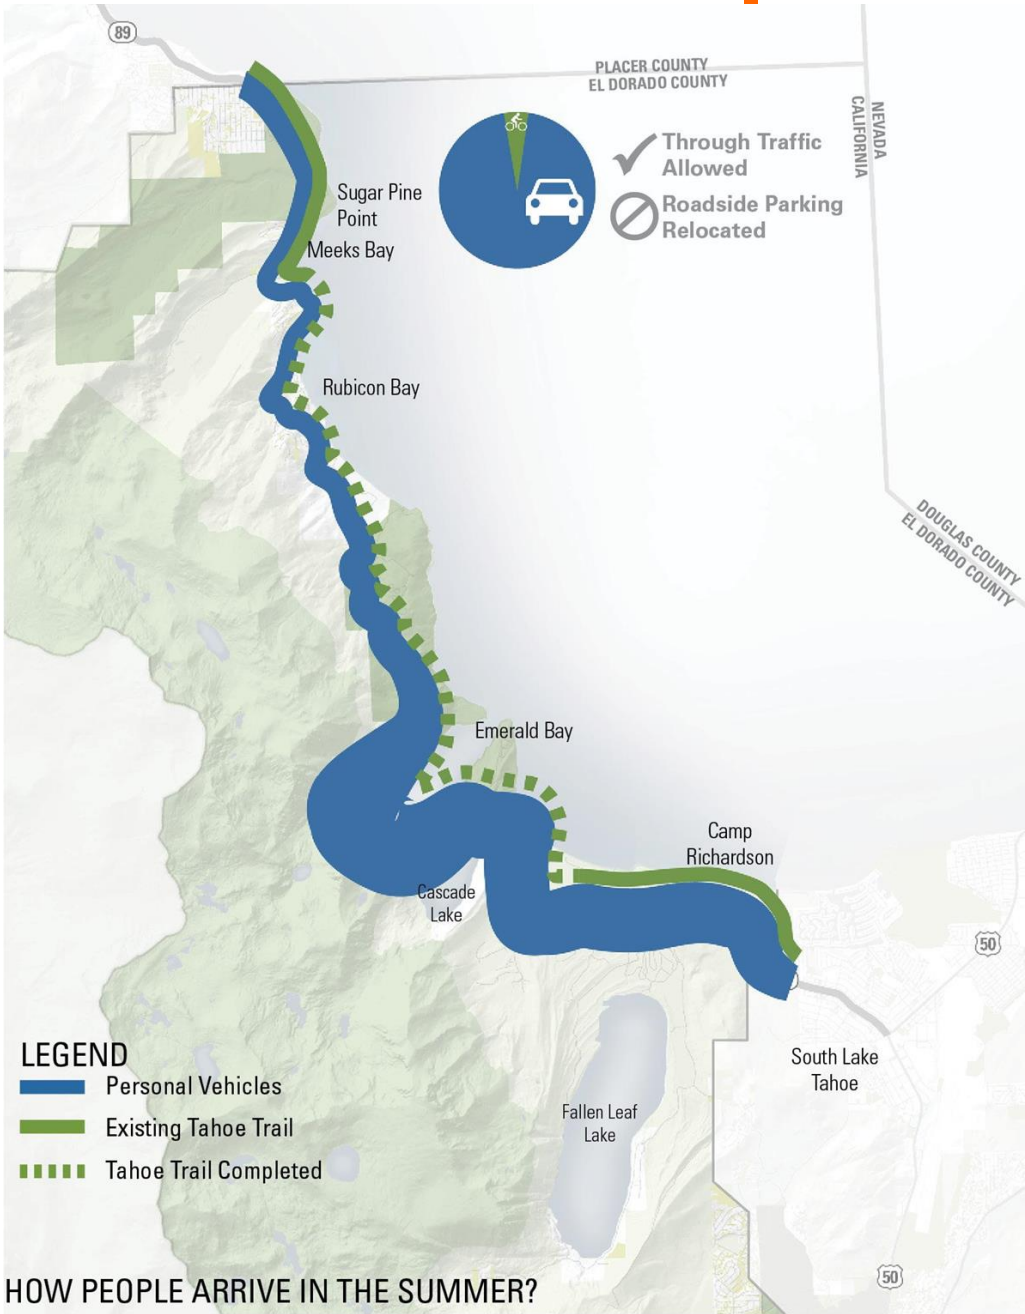 89
PLACER COUNTY
EL DORADO COUNTY
NEVADA
CALIFORNIA
Through Traffic
Allowed
Roadside Parking
Relocated
Sugar Pine
Point
Meeks Bay
Rubicon Bay
DOUGLAS COUNTY
EL DORADO COUNTY
Emerald Bay
Camp
Richardson
Cascade
Lake
50
South Lake
Tahoe
Fallen Leaf
Lake
LEGEND
Personal Vehicles
Existing Tahoe Trail
Tahoe Trail Completed
50
HOW PEOPLE ARRIVE IN THE SUMMER?